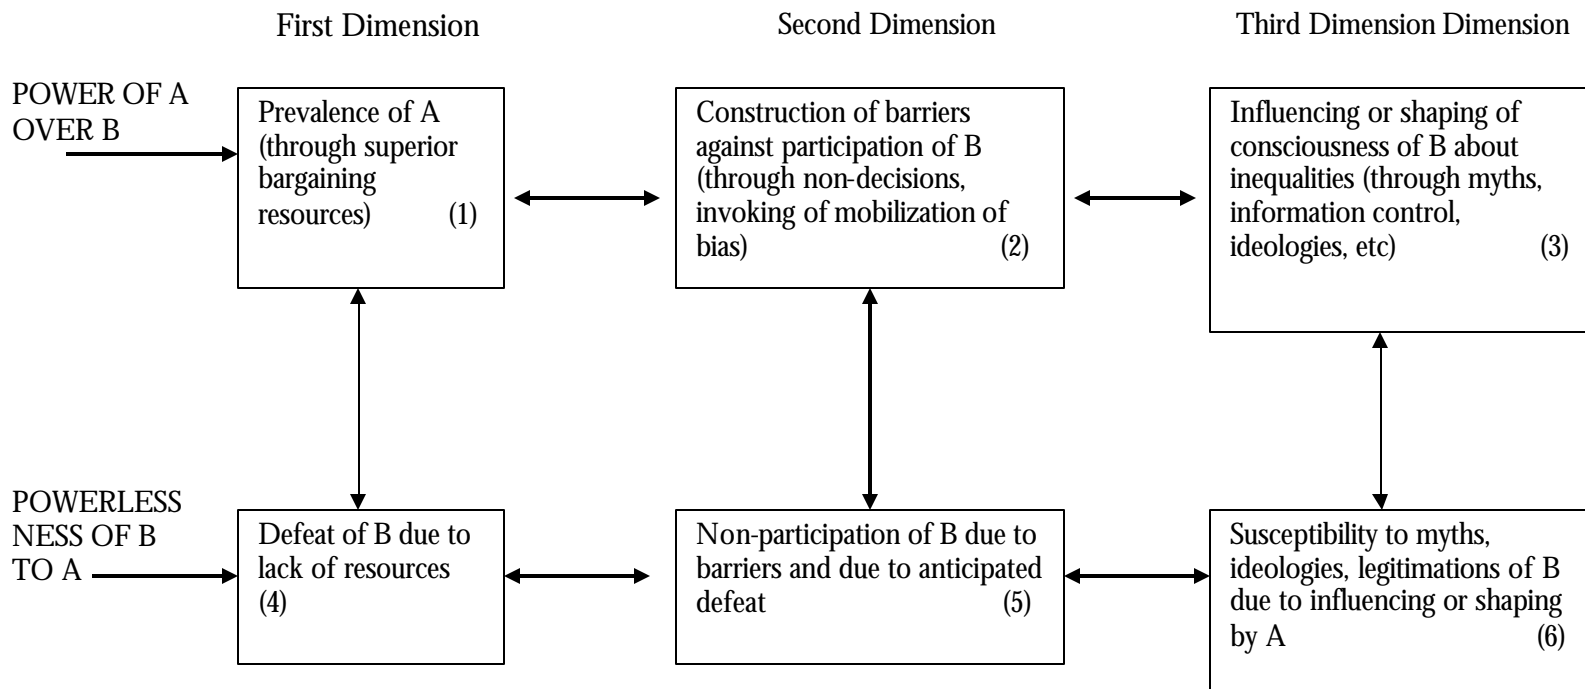 First Dimension
Second Dimension
Third Dimension Dimension
POWER OF A
OVER B
Prevalence of A
(through superior
bargaining
resources) (1)
Construction of barriers
against participation of B
(through non-decisions,
invoking of mobilization of
bias) (2)
Influencing or shaping of
consciousness of B about
inequalities (through myths,
information control,
ideologies, etc) (3)
POWERLESS
NESS OF B
TO A
Defeat of B due to
lack of resources
(4)
Non-participation of B due to
barriers and due to anticipated
defeat (5)
Susceptibility to myths,
ideologies, legitimations of B
due to influencing or shaping
by A (6)